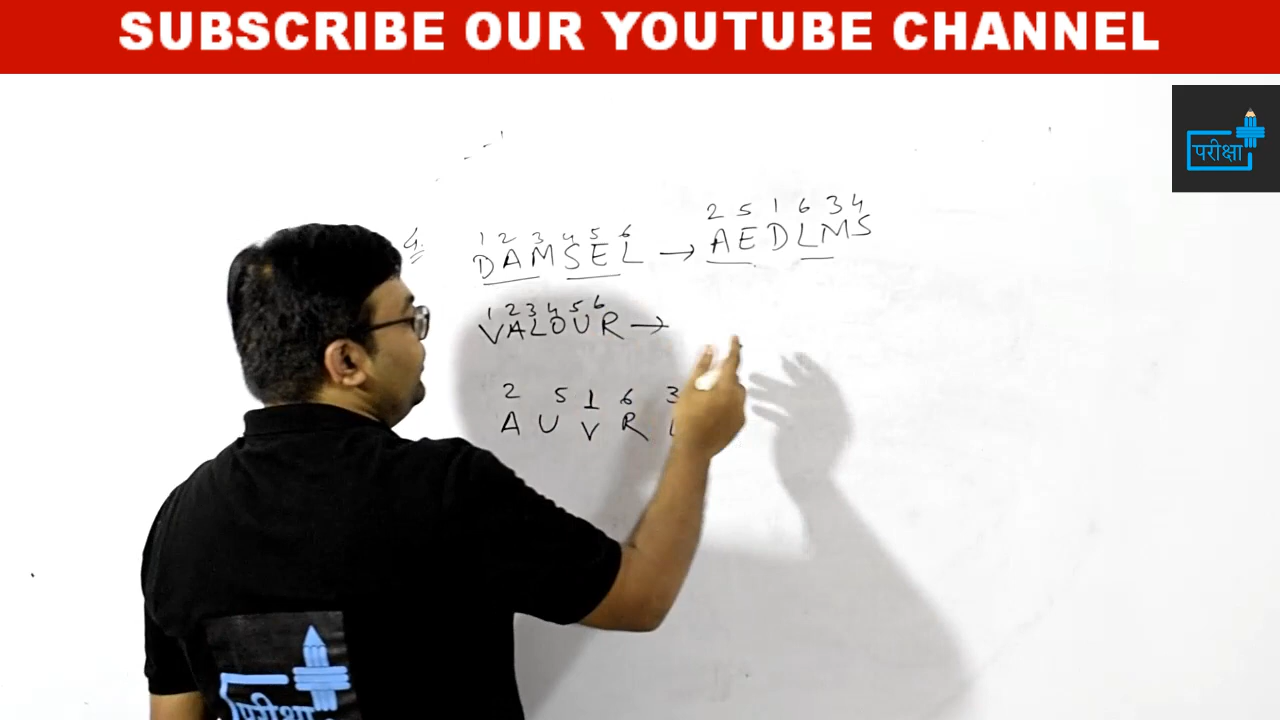 SUBSCRIBE OUR YOUTUBE CHANNEL
परीक्षा
2 5 1 6 3 4
1 2 3 4 5 6
DAMSEL → AEDLMS
1 2 3 4 5 6
VALOUR →
2 5 1 6 3
A U V R